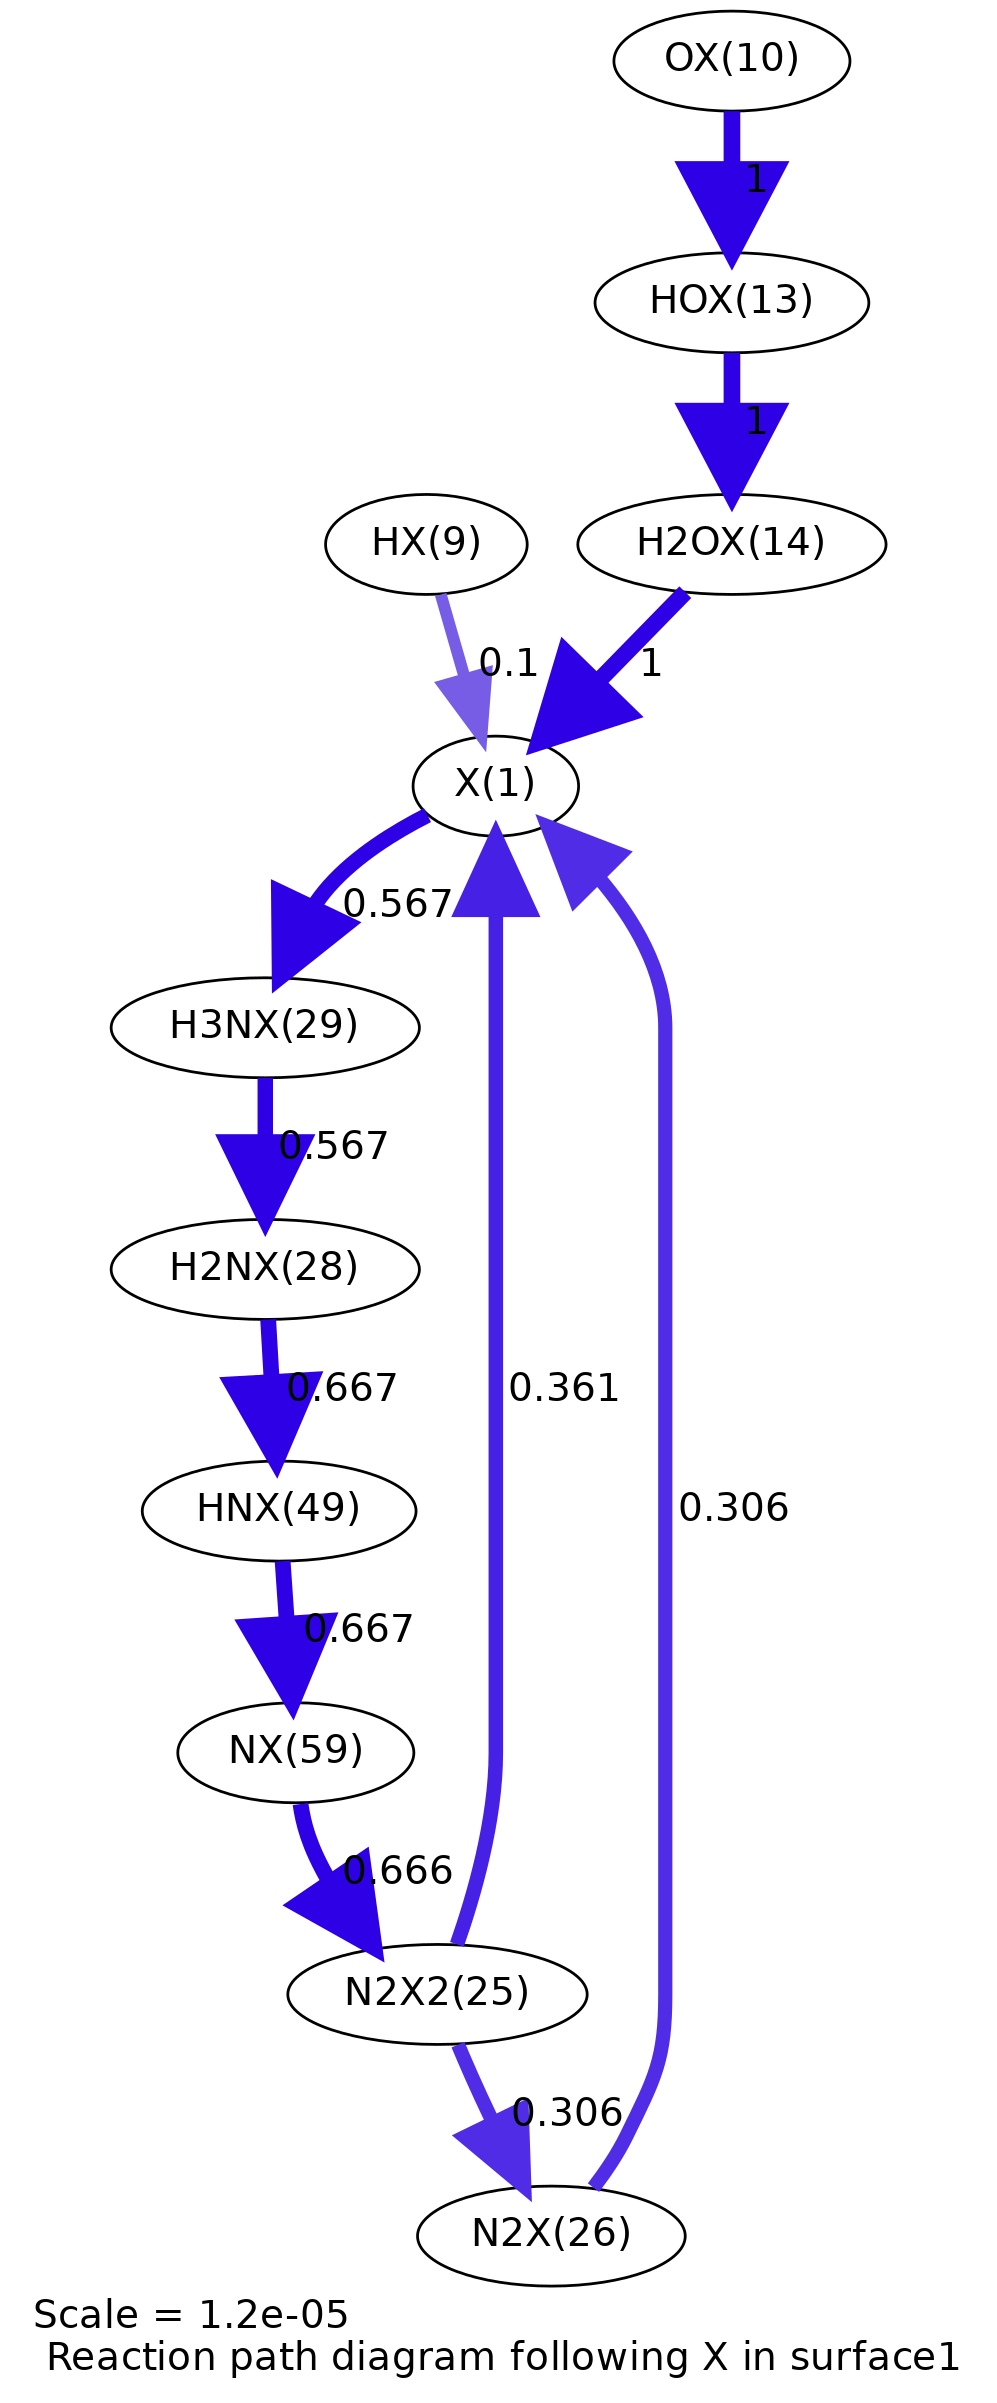 OX(10)
1
HOX(13)
1
HX(9)
H2OX(14)
0.1
1
X(1)
0.567
H3NX(29)
0.567
H2NX(28)
0.667
0.361
HNX(49)
0.306
0.667
NX(59)
0.666
N2X2(25)
0.306
N2X(26)
Scale = 1.2e-05
Reaction path diagram following X in surface1